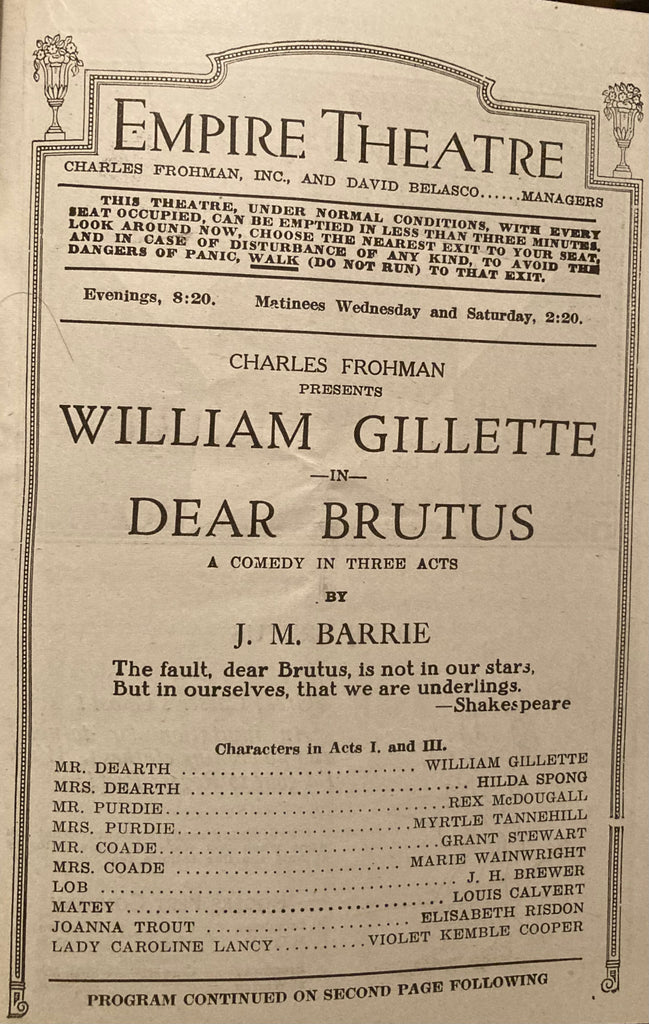 EMPIRE THEATRE
CHARLES FROHMAN, INC., AND DAVID BELASCO......MANAGERS
THIS THEATRE, UNDER NORMAL CONDITIONS, WITH EVERY
SEAT OCCUPIED, CAN BE EMPTIED IN LESS THAN THREE MINUTES.
LOOK AROUND NOW, CHOOSE THE NEAREST EXIT TO YOUR SEAT,
AND IN CASE OF DISTURBANCE OF ANY KIND, TO AVOID THE
DANGERS OF PANIC, WALK (DO NOT RUN) TO THAT EXIT.
Evenings, 8:20. Matinees Wednesday and Saturday, 2:20.
CHARLES FROHMAN
PRESENTS
WILLIAM GILLETTE
—IN—
DEAR BRUTUS
A COMEDY IN THREE ACTS
BY
J. M. BARRIE
The fault, dear Brutus, is not in our stars,
But in ourselves, that we are underlings.
—Shakespeare
Characters in Acts I. and III.
MR. DEARTH ........................ WILLIAM GILLETTE
MRS. DEARTH ............................. HILDA SPONG
MR. PURDIE............................REX McDOUGALL
MRS. PURDIE........................MYRTLE TANNEHILL
MR. COADE............................GRANT STEWART
MRS. COADE ........................ MARIE WAINWRIGHT
LOB .................................... J. H. BREWER
MATEY ................................ LOUIS CALVERT
JOANNA TROUT ..................... ELISABETH RISDON
LADY CAROLINE LANCY..........VIOLET KEMBLE COOPER
PROGRAM CONTINUED ON SECOND PAGE FOLLOWING